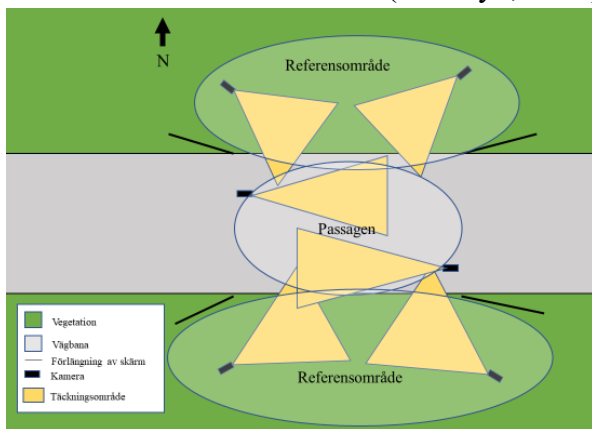 N
Referensområde
Passagen
Referensområde
Vegetation
Vägbana
Förlängning av skärm
Kamera
Täckningsområde